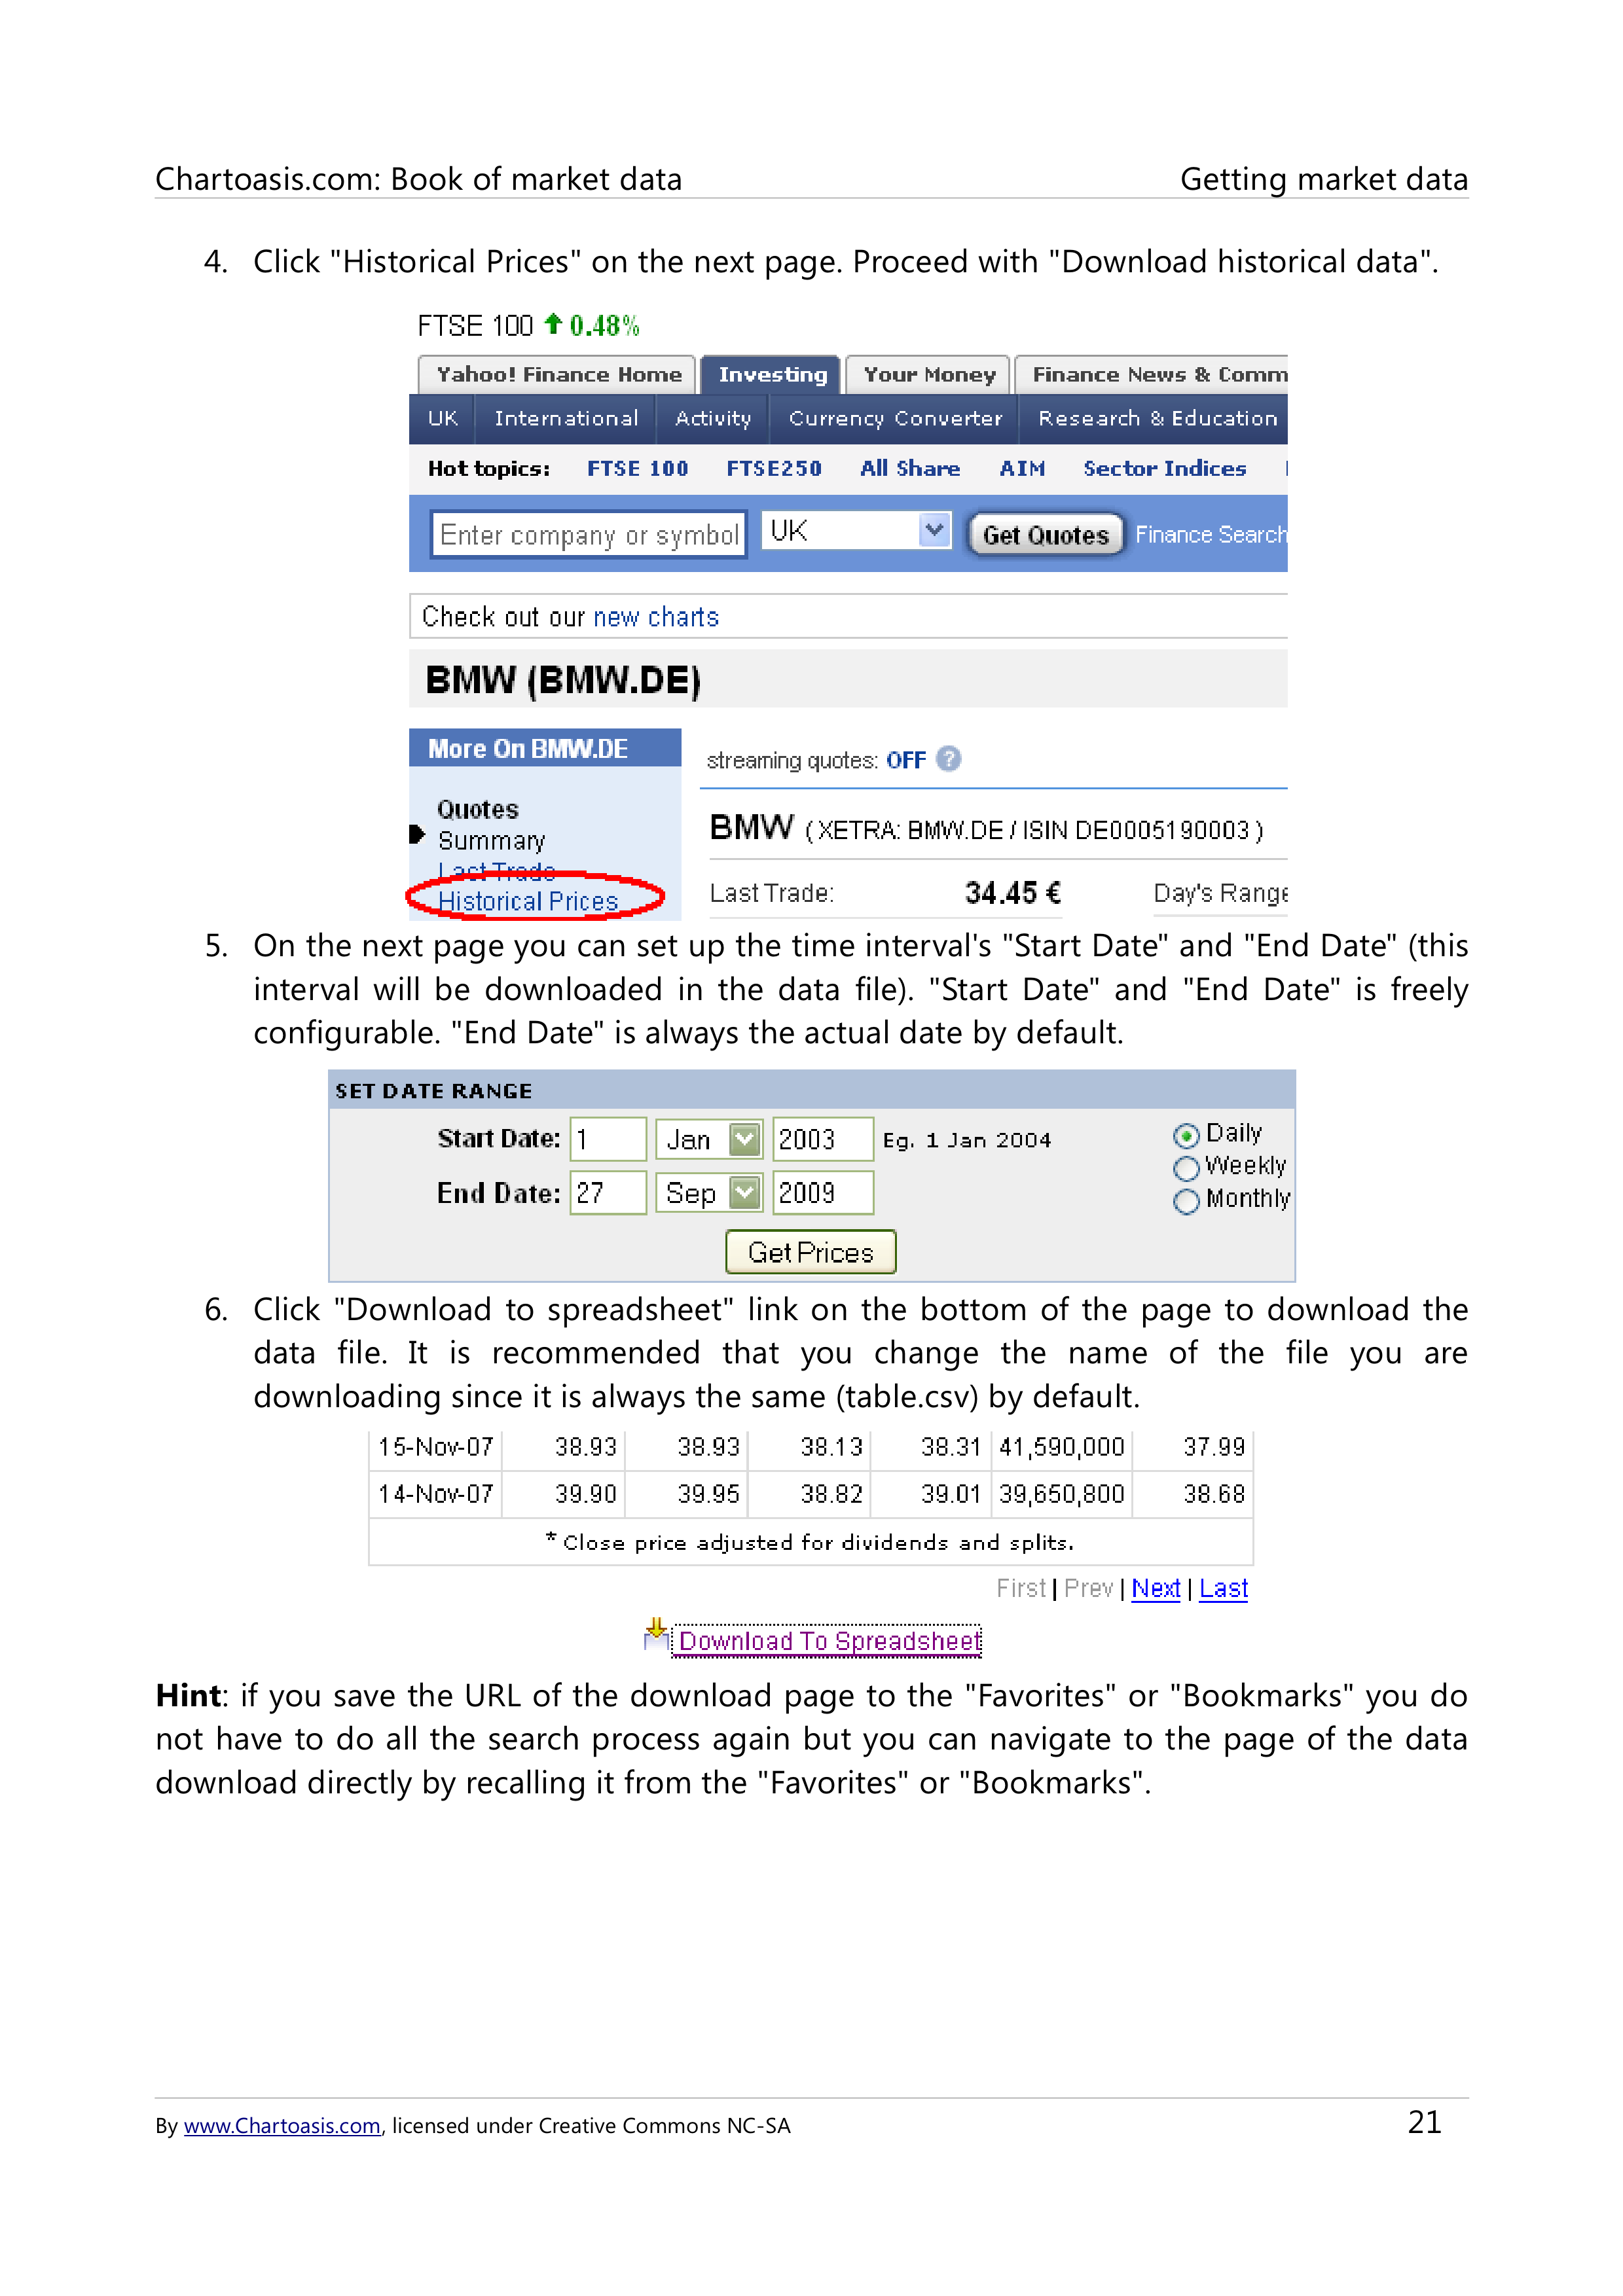 Chartoasis.com: Book of market data Getting market data
4. Click "Historical Prices" on the next page. Proceed with "Download historical data".
FTSE 100 0.48%
Yahoo! Finance Home Investing Your Money Finance News & Comm
UK International Activity Currency Converter Research & Education
Hot topics: FTSE 100 FTSE250 All Share AIM Sector Indices
Enter company or symbol UK Get Quotes Finance Search
Check out our new charts
BMW (BMW.DE)
More On BMW.DE
streaming quotes: OFF ?
Quotes
Summary
Last Trade
Historical Prices
BMW ( XETRA: BMW.DE / ISIN DE0005190003 )
Last Trade: 34.45 € Day's Range
5. On the next page you can set up the time interval's "Start Date" and "End Date" (this
interval will be downloaded in the data file). "Start Date" and "End Date" is freely
configurable. "End Date" is always the actual date by default.
SET DATE RANGE
Start Date: 1 Jan 2003 Eg. 1 Jan 2004
End Date: 27 Sep 2009
Daily
Weekly
Monthly
Get Prices
6. Click "Download to spreadsheet" link on the bottom of the page to download the
data file. It is recommended that you change the name of the file you are
downloading since it is always the same (table.csv) by default.
15-Nov-07 38.93 38.93 38.13 38.31 41,590,000 37.99
14-Nov-07 39.90 39.95 38.82 39.01 39,650,800 38.68
* Close price adjusted for dividends and splits.
First | Prev | Next | Last
Download To Spreadsheet
Hint: if you save the URL of the download page to the "Favorites" or "Bookmarks" you do
not have to do all the search process again but you can navigate to the page of the data
download directly by recalling it from the "Favorites" or "Bookmarks".
By www.Chartoasis.com, licensed under Creative Commons NC-SA 21